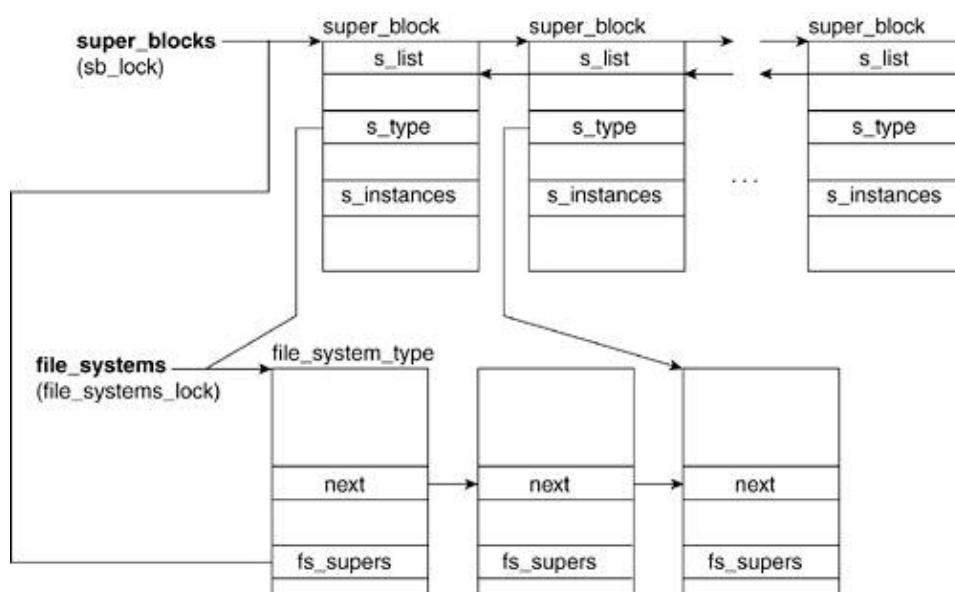 super_blocks
(sb_lock)
super_block
super_block
super_block
s_list
s_list
s_list
s_type
s_type
s_type
s_instances
s_instances
. . .
s_instances
file_systems
(file_systems_lock)
file_system_type
next
next
next
fs_supers
fs_supers
fs_supers